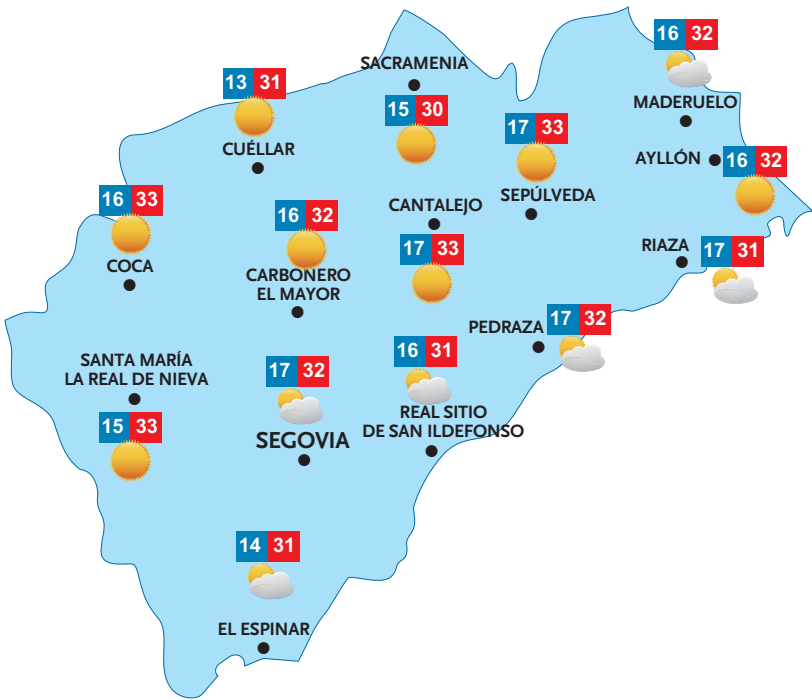 16 32
MADERUELO
SACRAMENIA
15 30
13 31
CUÉLLAR
17 33
SEPÚLVEDA
AYLLÓN
16 32
16 33
COCA
16 32
CARBONERO
EL MAYOR
CANTALEJO
17 33
RIAZA
17 31
PEDRAZA
17 32
SANTA MARÍA
LA REAL DE NIEVA
15 33
17 32
SEGOVIA
16 31
REAL SITIO
DE SAN ILDEFONSO
14 31
EL ESPINAR